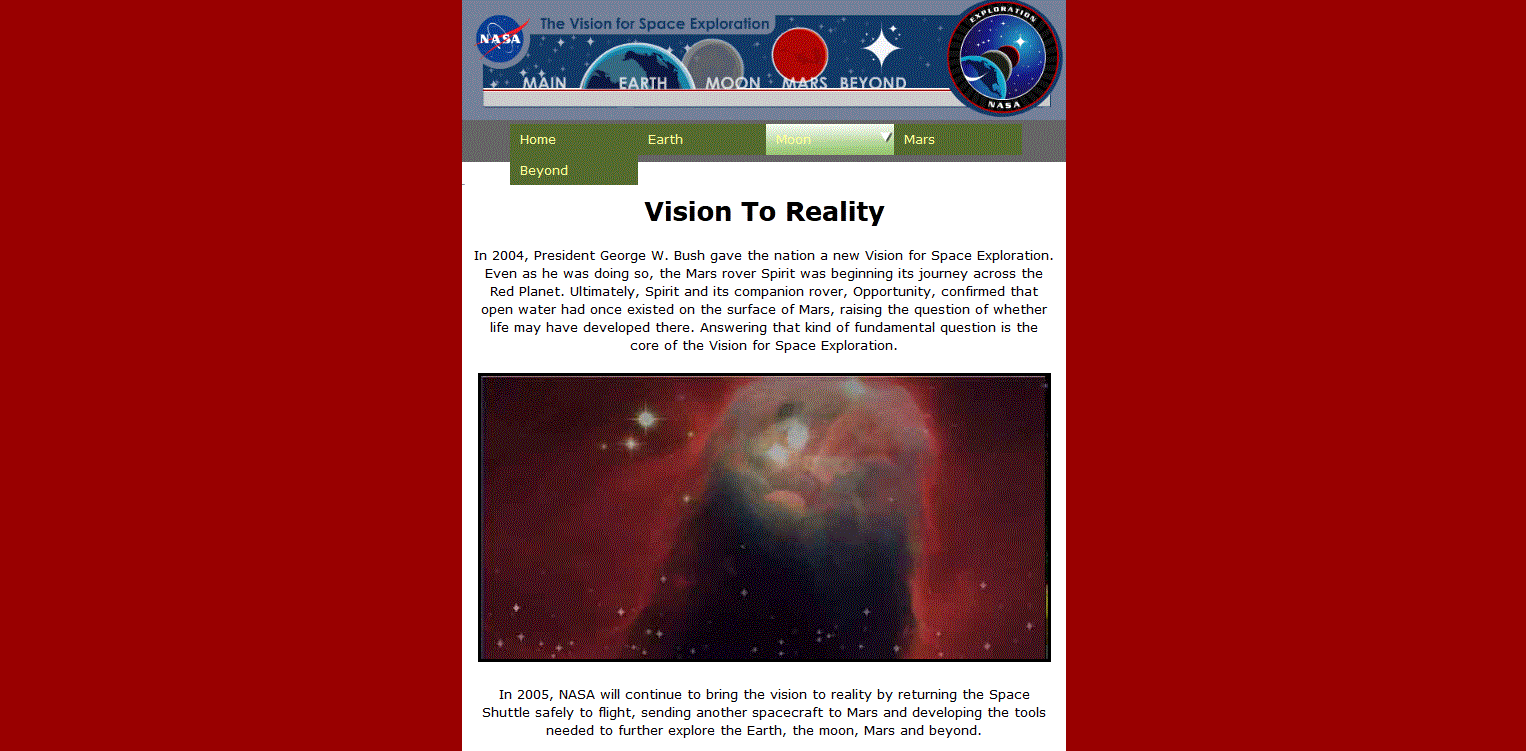 The Vision for Space Exploration
NASA
EXPLORATION
NASA
MAIN EARTH MOON MARS BEYOND
Home Earth Moon Mars
Beyond
Vision To Reality
In 2004, President George W. Bush gave the nation a new Vision for Space Exploration.
Even as he was doing so, the Mars rover Spirit was beginning its journey across the
Red Planet. Ultimately, Spirit and its companion rover, Opportunity, confirmed that
open water had once existed on the surface of Mars, raising the question of whether
life may have developed there. Answering that kind of fundamental question is the
core of the Vision for Space Exploration.
In 2005, NASA will continue to bring the vision to reality by returning the Space
Shuttle safely to flight, sending another spacecraft to Mars and developing the tools
needed to further explore the Earth, the moon, Mars and beyond.